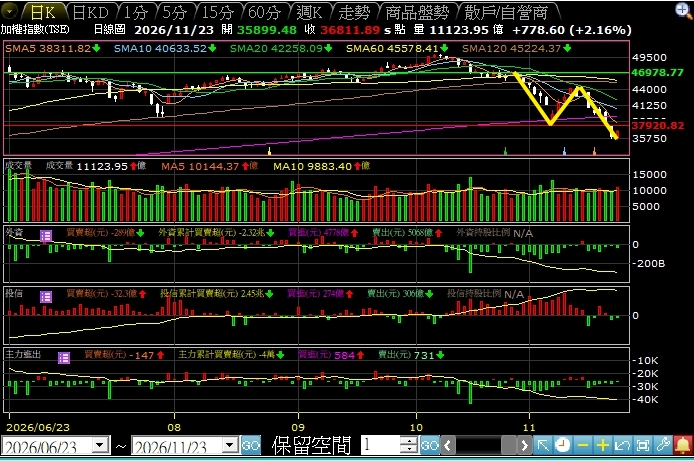 日K 日KD 1分 5分 15分 60分 週K 走勢 商品盤勢 散戶/自營商
加權指數(TSE) 日線圖 2026/11/23 開 35899.48 收 36811.89 s 點 量 11123.95 億 +778.60 (+2.16%)
SMA5 38311.82 SMA10 40633.52 SMA20 42258.09 SMA60 45578.41 SMA120 45224.37
49500
46978.77
44000
41250
37920.82
35750
成交量 成交量 11123.95 億 MA5 10144.37 億 MA10 9883.40 億
15000
10000
5000
外資 買賣超(元) -289億 外資累計買賣超(元) -2.32兆 買進(元) 4778億 賣出(元) 5068億 外資持股比例 N/A
0
-200B
投信 買賣超(元) -32.3億 投信累計買賣超(元) 2.45兆 買進(元) 274億 賣出(元) 306億 投信持股比例 N/A
0
主力進出 買賣超(元) -147 主力累計買賣超(元) -4萬 買進(元) 584 賣出(元) 731
-10K
-20K
-30K
-40K
2026/06/23 08 09 10 11
2026/06/23 ~ 2026/11/23 GO 保留空間 1 GO